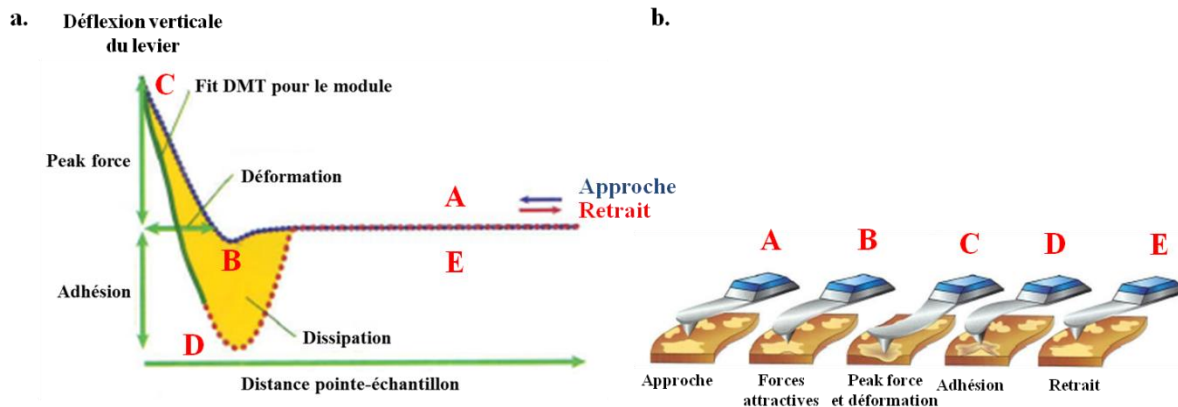 a.
Déflexion verticale
du levier
C
Fit DMT pour le module
Peak force
Déformation
A
Approche
Retrait
B
E
Adhésion
D
Dissipation
Distance pointe-échantillon
b.
A B C D E
Approche
Forces
attractives
Peak force
et déformation
Adhésion
Retrait